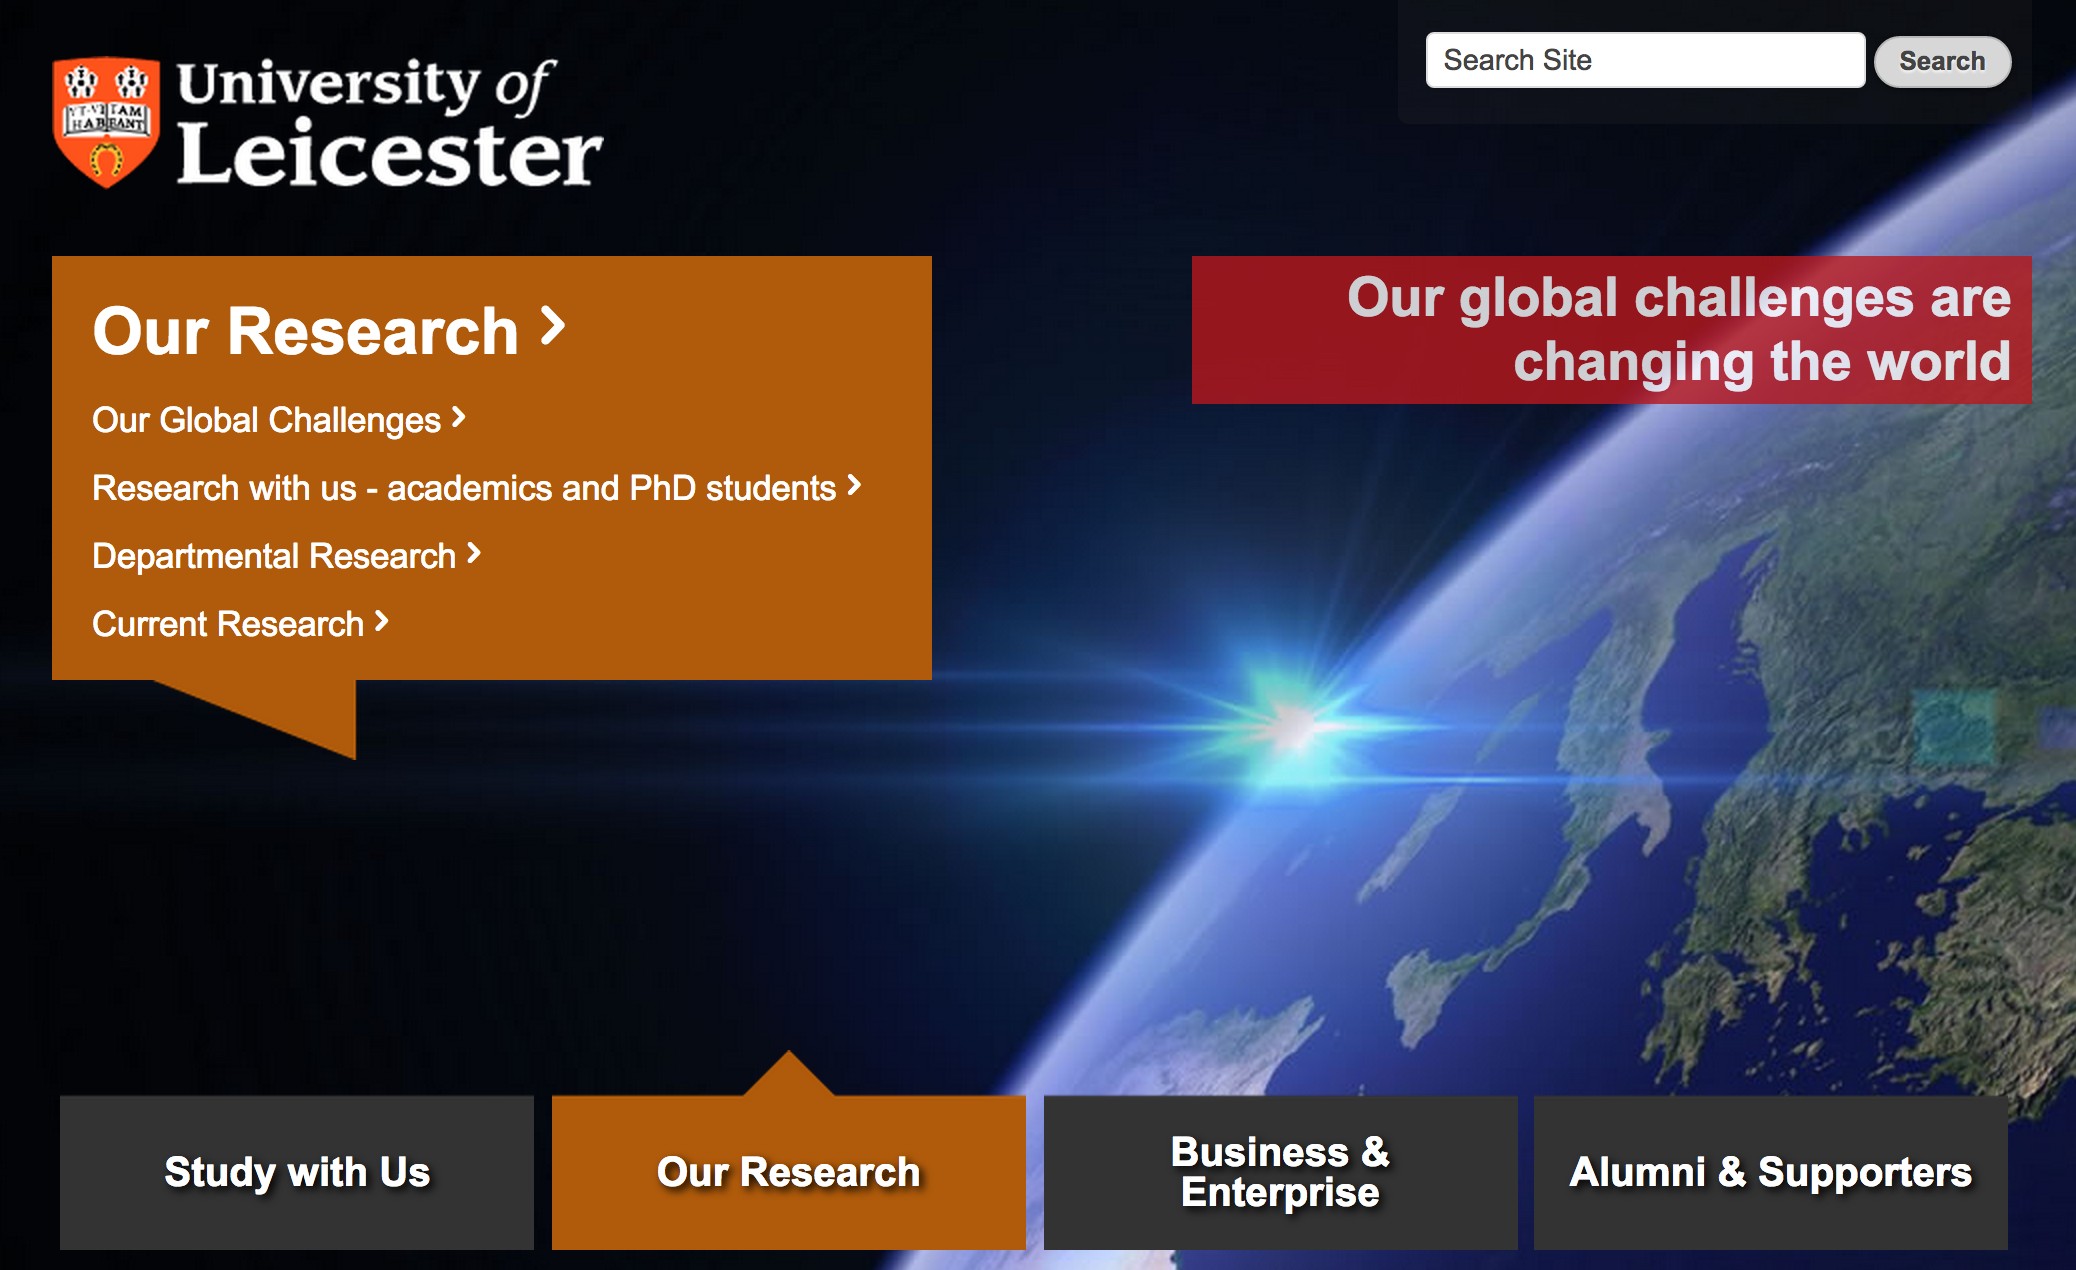 University of
Leicester
UT VITAM
HABEANT
Search Site
Search
Our Research
Our Global Challenges
Research with us - academics and PhD students
Departmental Research
Current Research
Our global challenges are
changing the world
Study with Us
Our Research
Business &
Enterprise
Alumni & Supporters